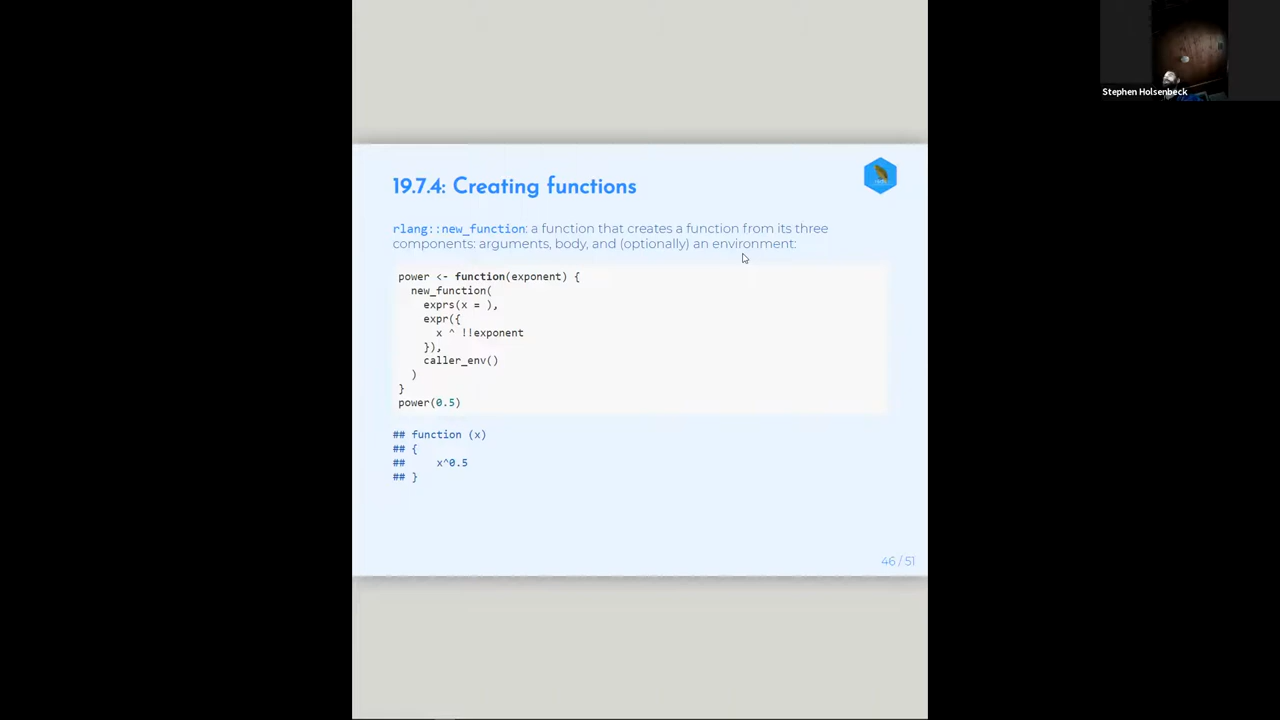 Stephen Holsenbeck
19.7.4: Creating functions
rlang::new_function: a function that creates a function from its three
components: arguments, body, and (optionally) an environment:
power <- function(exponent) {
  new_function(
    exprs(x = ),
    expr({
      x ^ !!exponent
    }),
    caller_env()
  )
}
power(0.5)
## function (x)
## {
##     x^0.5
## }
46 / 51